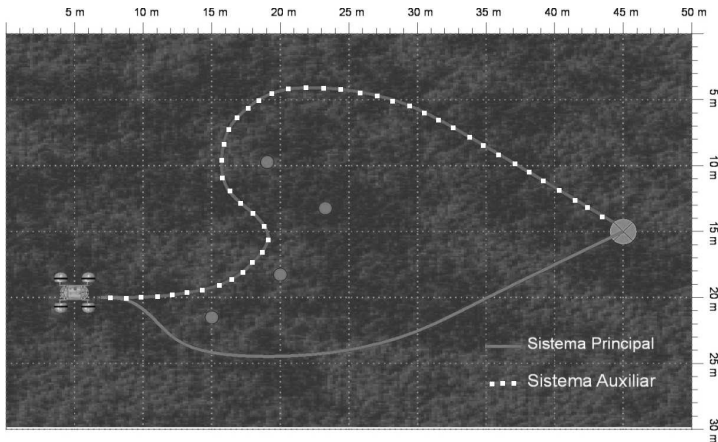 5 m 10 m 15 m 20 m 25 m 30 m 35 m 40 m 45 m 50 m
5 m
10 m
15 m
20 m
25 m
30 m
Sistema Principal
Sistema Auxiliar